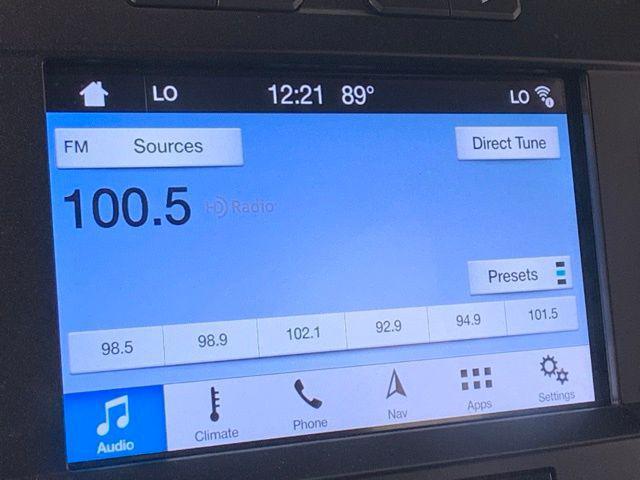 LO 12:21 89° LO
FM Sources Direct Tune
100.5 HD Radio
Presets
98.5 98.9 102.1 92.9 94.9 101.5
Audio Climate Phone Nav Apps Settings